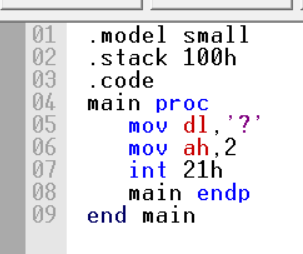 01 .model small
02 .stack 100h
03 .code
04 main proc
05 mov dl,'?'
06 mov ah,2
07 int 21h
08 main endp
09 end main